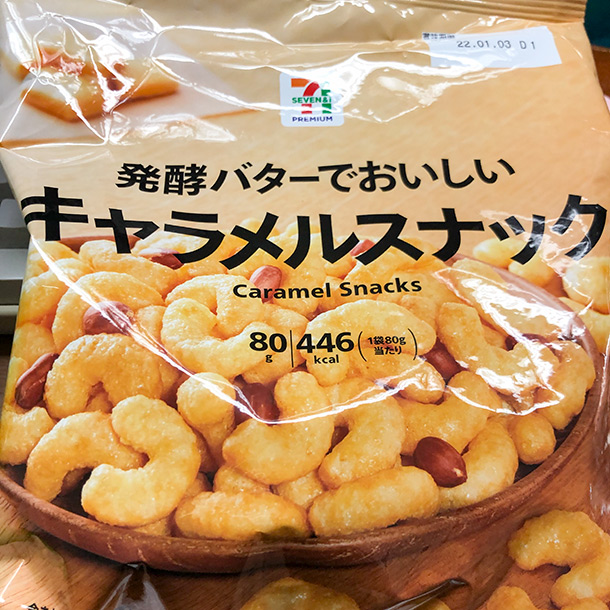 22.01.03 D1
SEVEN&i
PREMIUM
発酵バターでおいしい
キャラメルスナック
Caramel Snacks
80g 446kcal (1袋80g当たり)